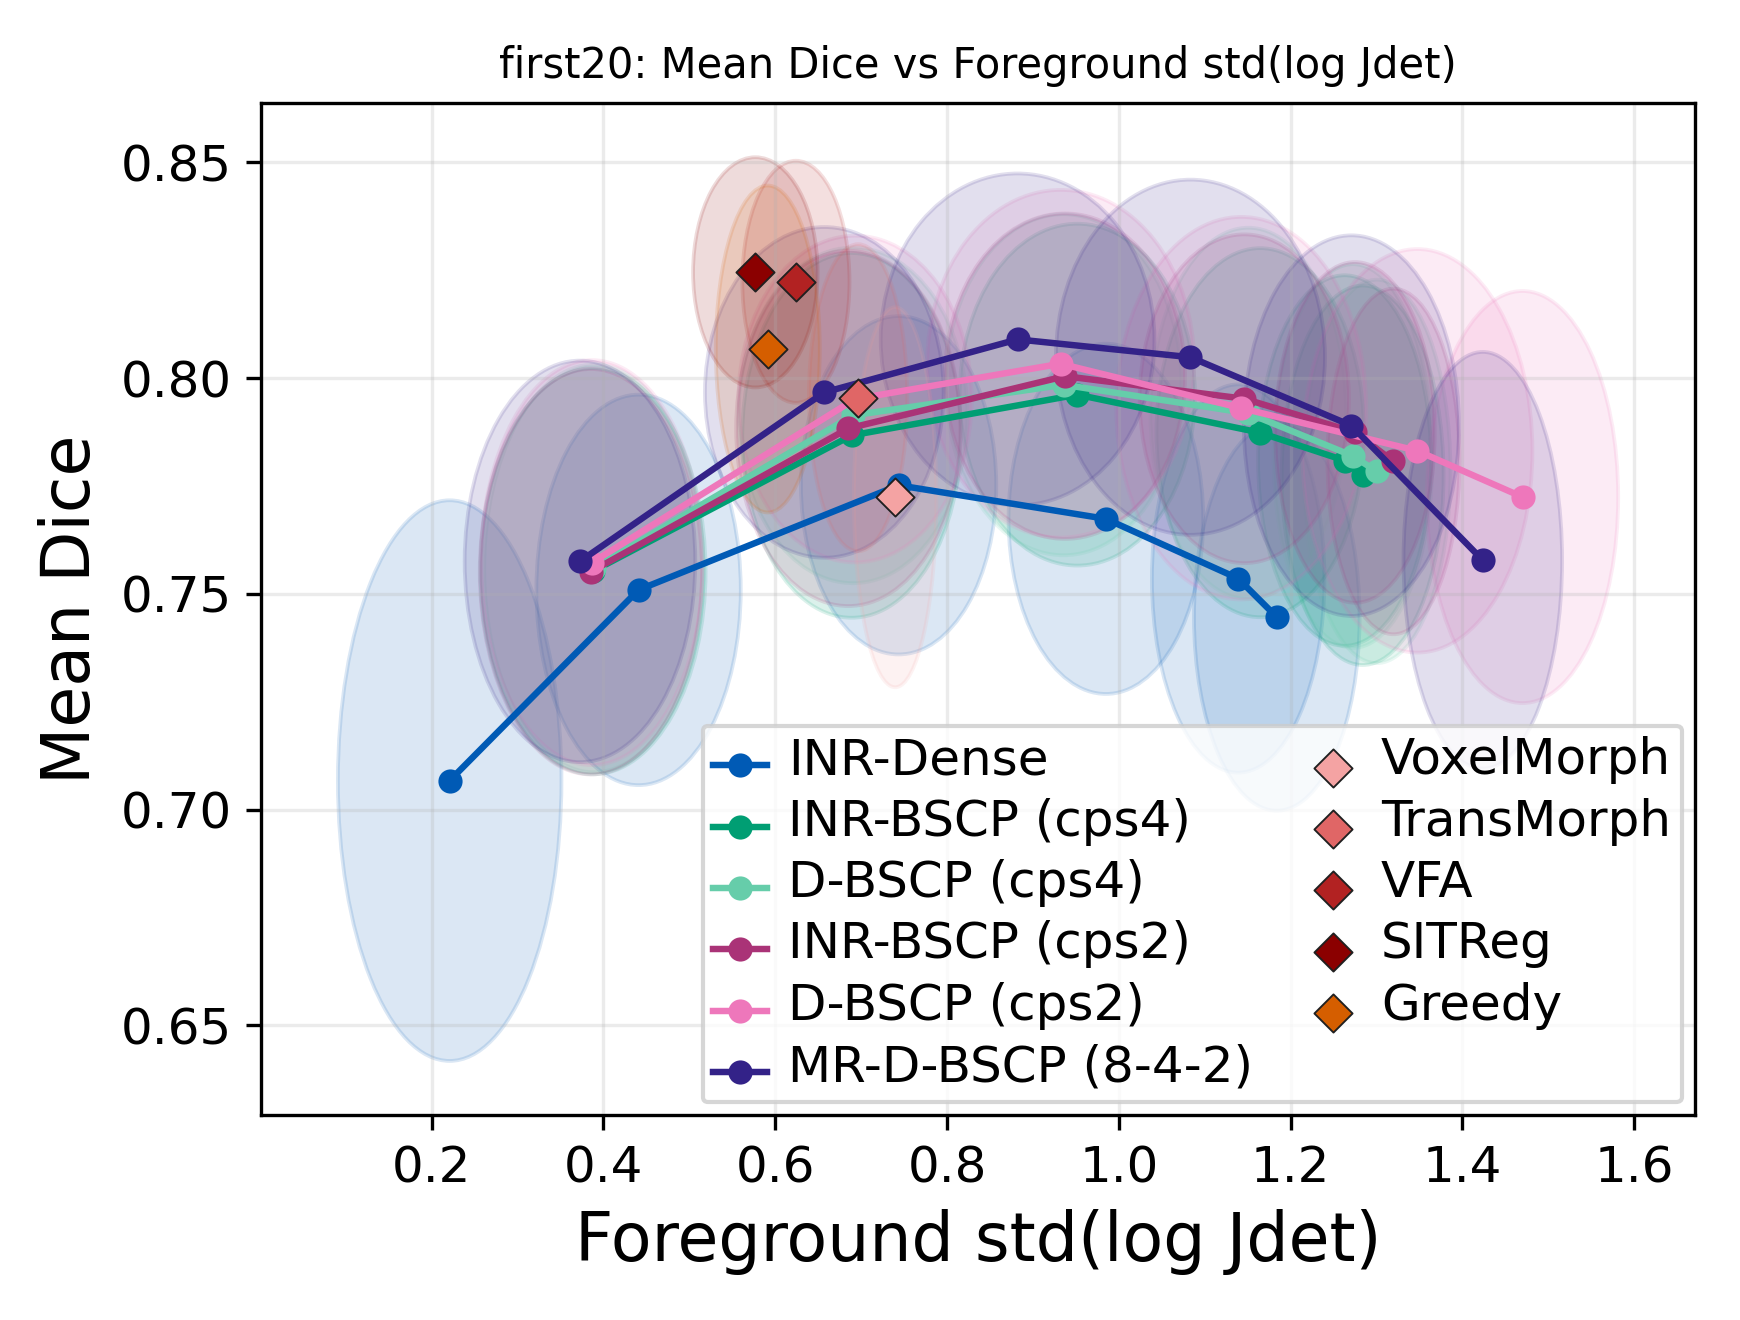 first20: Mean Dice vs Foreground std(log Jdet)
Mean Dice
0.85
0.80
0.75
0.70
0.65
INR-Dense
INR-BSCP (cps4)
D-BSCP (cps4)
INR-BSCP (cps2)
D-BSCP (cps2)
MR-D-BSCP (8-4-2)
VoxelMorph
TransMorph
VFA
SITReg
Greedy
0.2 0.4 0.6 0.8 1.0 1.2 1.4 1.6
Foreground std(log Jdet)